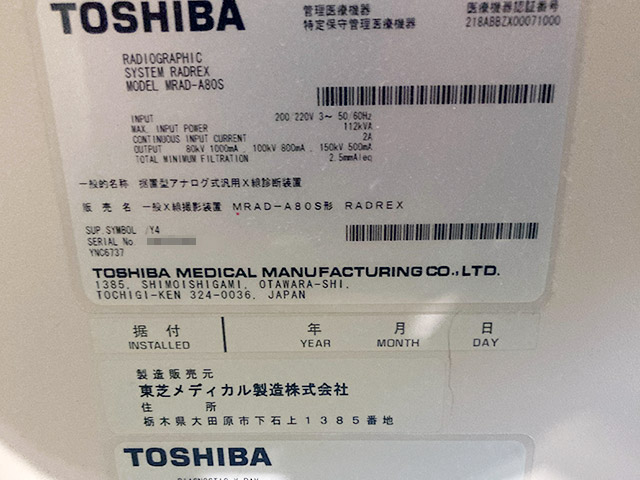 TOSHIBA
管理医療機器
特定保守管理医療機器
医療機器認証番号
218ABBZX00071000
RADIOGRAPHIC
SYSTEM RADREX
MODEL MRAD-A80S
INPUT 200/220V 3~ 50/60Hz
MAX. INPUT POWER 112kVA
CONTINUOUS INPUT CURRENT 2A
OUTPUT 80kV 1000mA, 100kV 800mA, 150kV 500mA
TOTAL MINIMUM FILTRATION 2.5mmAleq
一般的名称 据置型アナログ式汎用X線診断装置
販売名 一般X線撮影装置 MRAD-A80S形 RADREX
SUP. SYMBOL /Y4
SERIAL No.
YNC6737
TOSHIBA MEDICAL MANUFACTURING CO., LTD.
1385, SHIMOISHIGAMI, OTAWARA-SHI,
TOCHIGI-KEN 324-0036, JAPAN
据付 年 月 日
INSTALLED YEAR MONTH DAY
製造販売元
東芝メディカル製造株式会社
住所
栃木県大田原市下石上1385番地
TOSHIBA